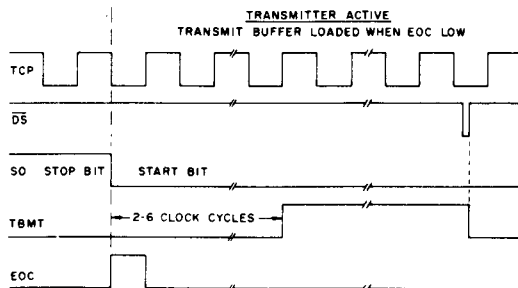 TRANSMITTER ACTIVE
TRANSMIT BUFFER LOADED WHEN EOC LOW
TCP
DS
SO STOP BIT START BIT
TBMT 2-6 CLOCK CYCLES
EOC